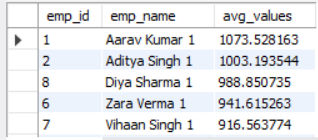 emp_id emp_name avg_values
1 Aarav Kumar 1 1073.528163
2 Aditya Singh 1 1003.193544
8 Diya Sharma 1 988.850735
6 Zara Verma 1 941.615263
7 Vihaan Singh 1 916.563774